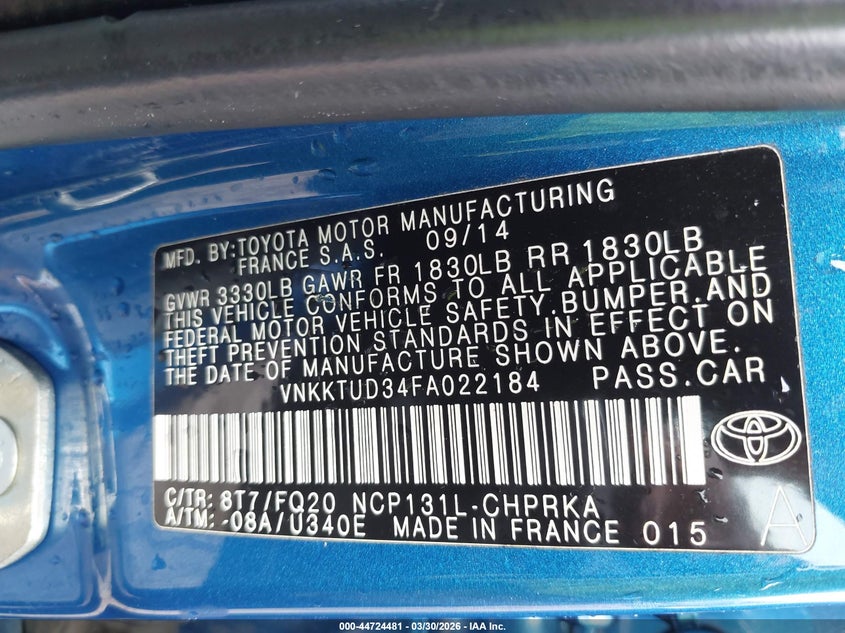 MFD. BY:TOYOTA MOTOR MANUFACTURING
FRANCE S.A.S. 09/14
GVWR 3330LB GAWR FR 1830LB RR 1830LB
THIS VEHICLE CONFORMS TO ALL APPLICABLE
FEDERAL MOTOR VEHICLE SAFETY,BUMPER,AND
THEFT PREVENTION STANDARDS IN EFFECT ON
THE DATE OF MANUFACTURE SHOWN ABOVE.
VNKKTUD34FA022184 PASS.CAR
C/TR: 8T7/FQ20 NCP131L-CHPRKA
A/TM: -08A/U340E MADE IN FRANCE 015
A
000-44724481 - 03/30/2026 - IAA Inc.